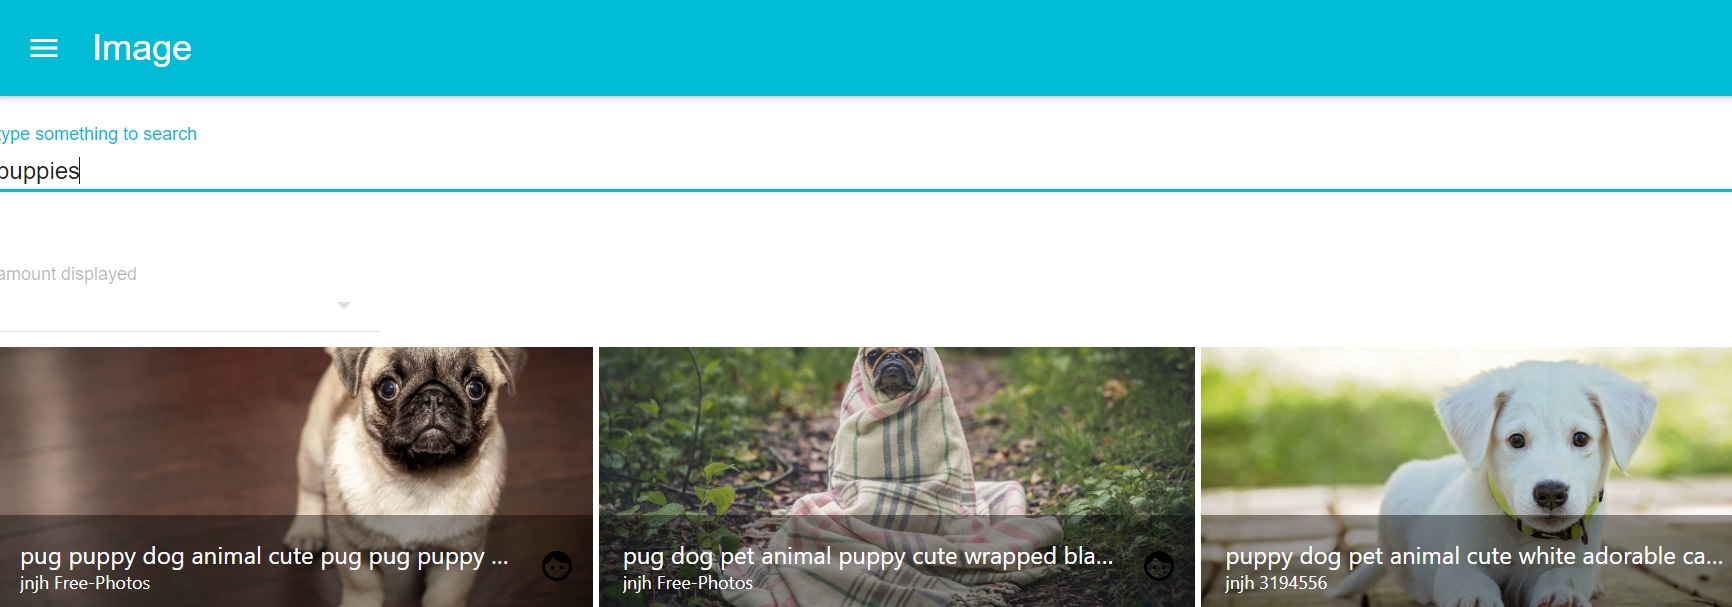 Image
type something to search
puppies
amount displayed
pug puppy dog animal cute pug pug puppy ...
jnjh Free-Photos
pug dog pet animal puppy cute wrapped bla...
jnjh Free-Photos
puppy dog pet animal cute white adorable ca...
jnjh 3194556